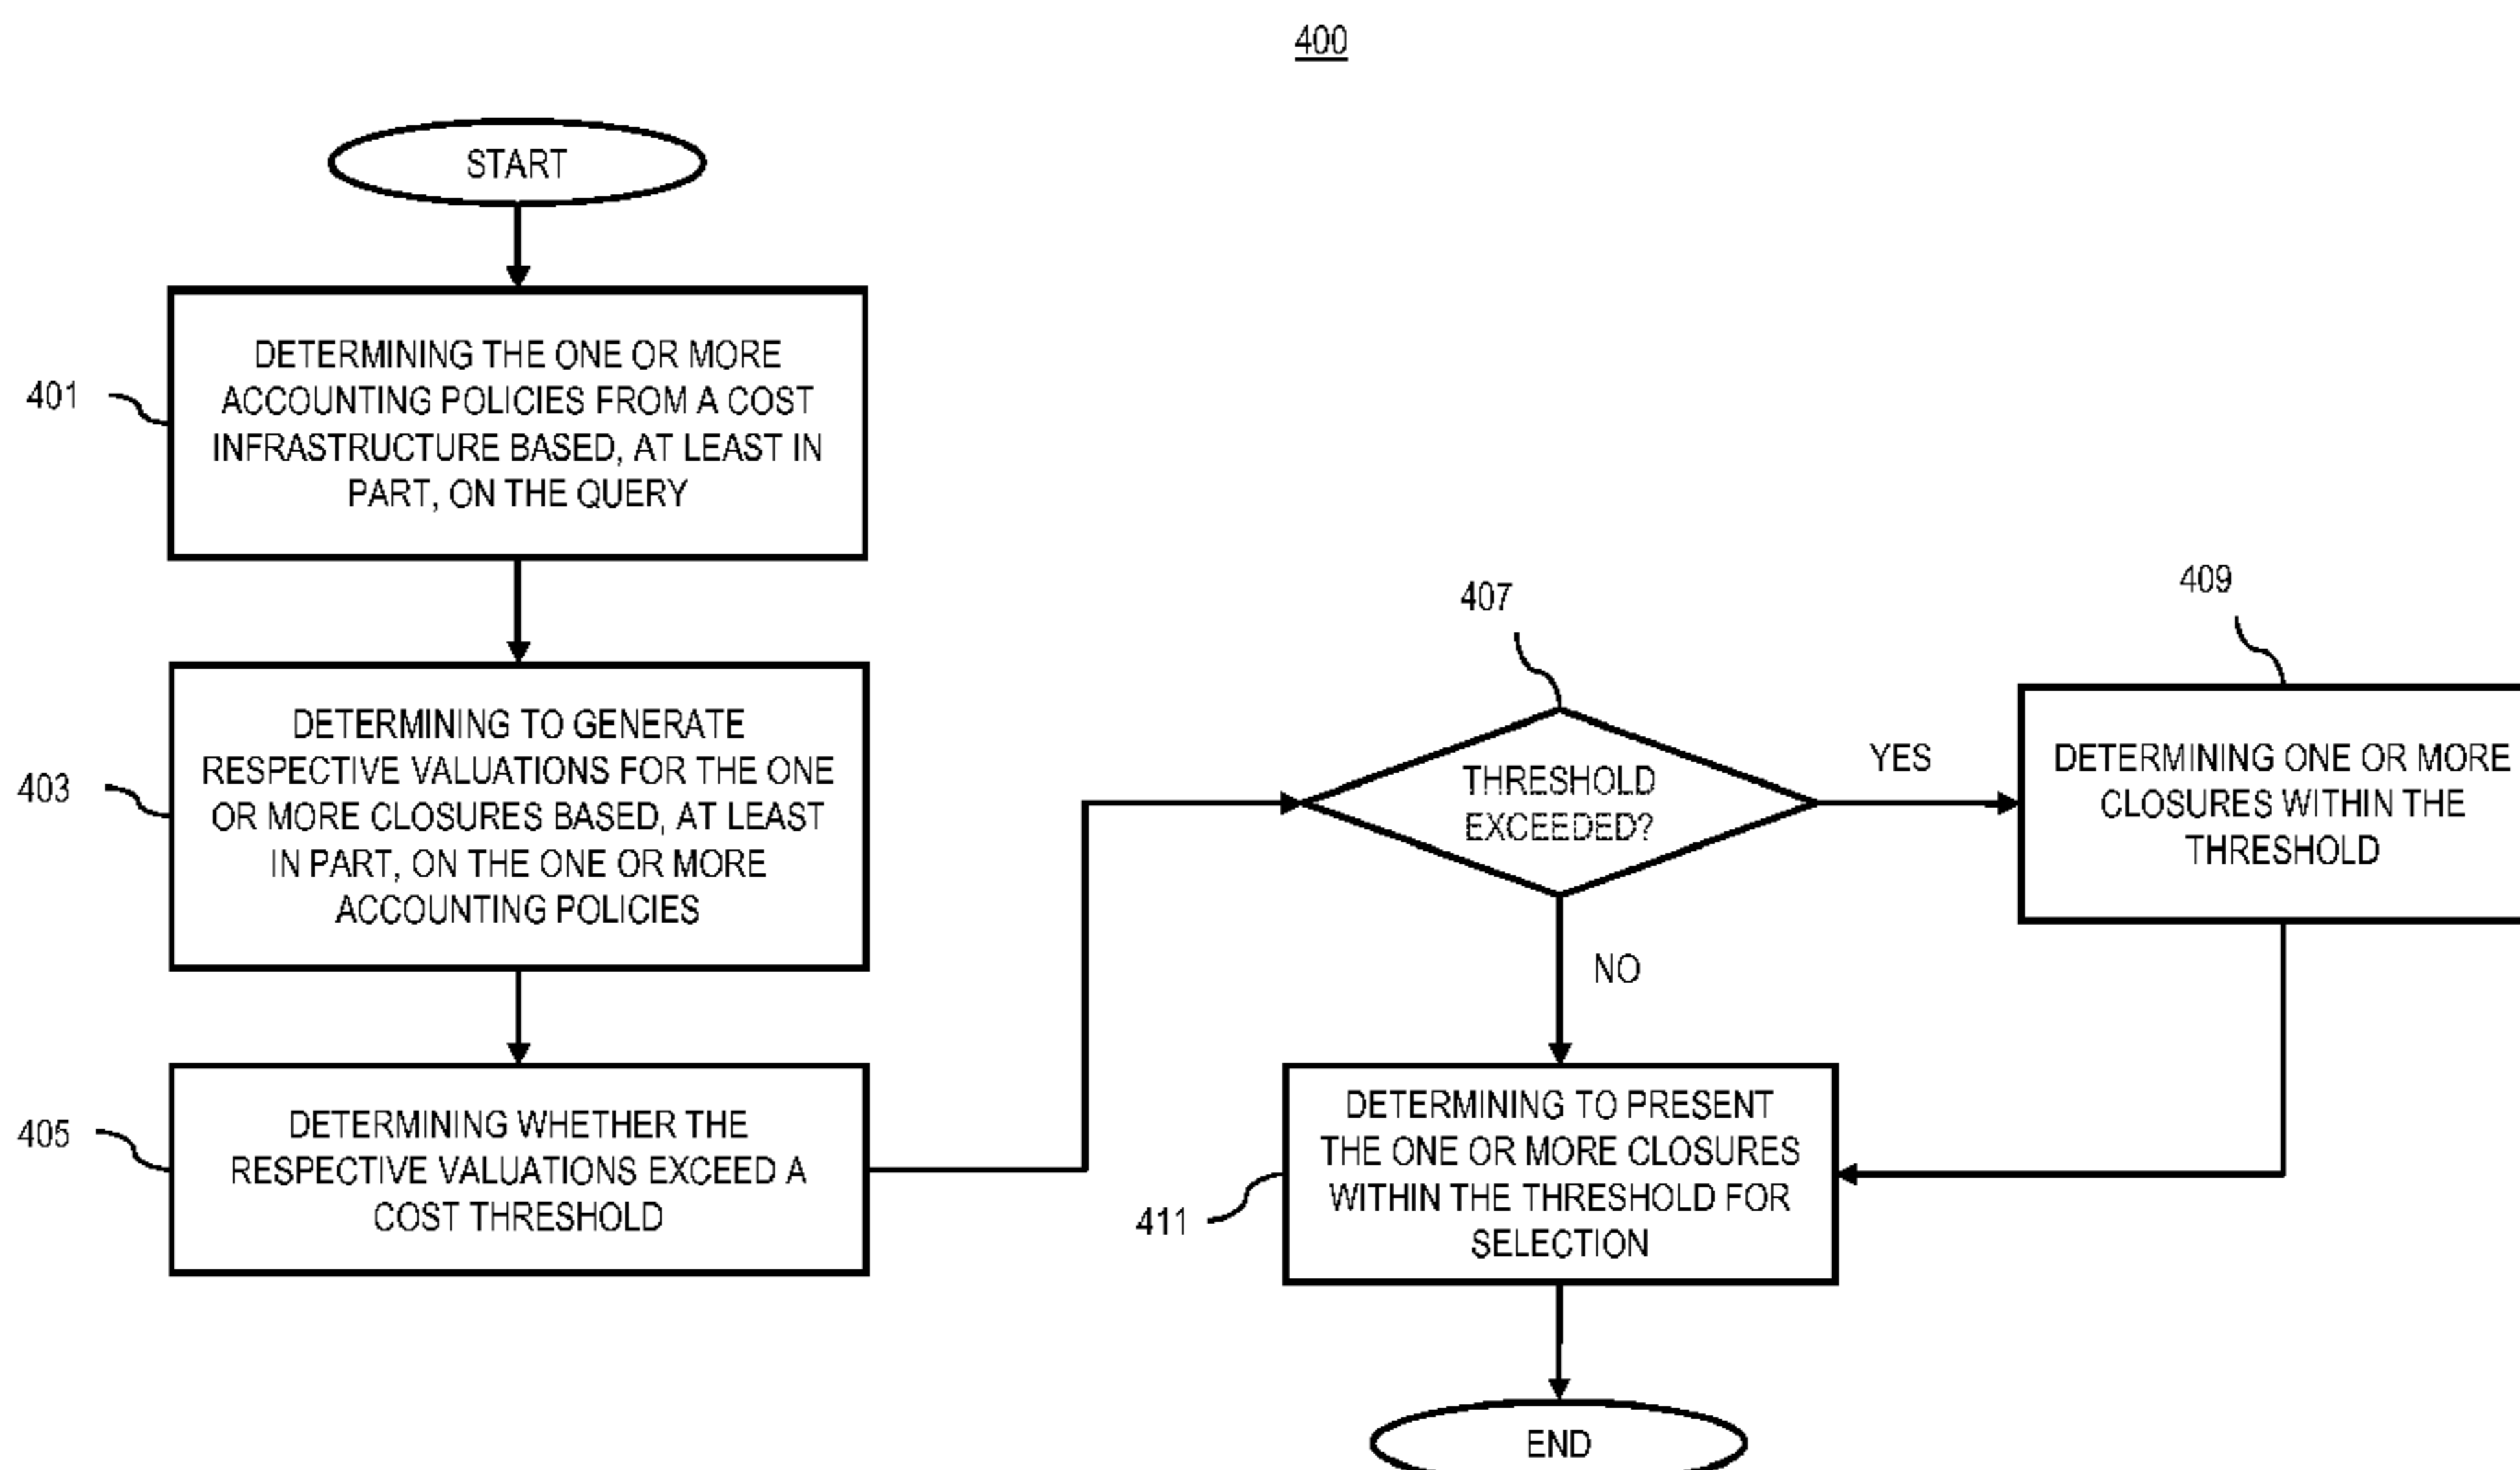 400
START
401
DETERMINING THE ONE OR MORE
ACCOUNTING POLICIES FROM A COST
INFRASTRUCTURE BASED, AT LEAST IN
PART, ON THE QUERY
403
DETERMINING TO GENERATE
RESPECTIVE VALUATIONS FOR THE ONE
OR MORE CLOSURES BASED, AT LEAST
IN PART, ON THE ONE OR MORE
ACCOUNTING POLICIES
405
DETERMINING WHETHER THE
RESPECTIVE VALUATIONS EXCEED A
COST THRESHOLD
407
THRESHOLD
EXCEEDED?
YES
NO
409
DETERMINING ONE OR MORE
CLOSURES WITHIN THE
THRESHOLD
411
DETERMINING TO PRESENT
THE ONE OR MORE CLOSURES
WITHIN THE THRESHOLD FOR
SELECTION
END